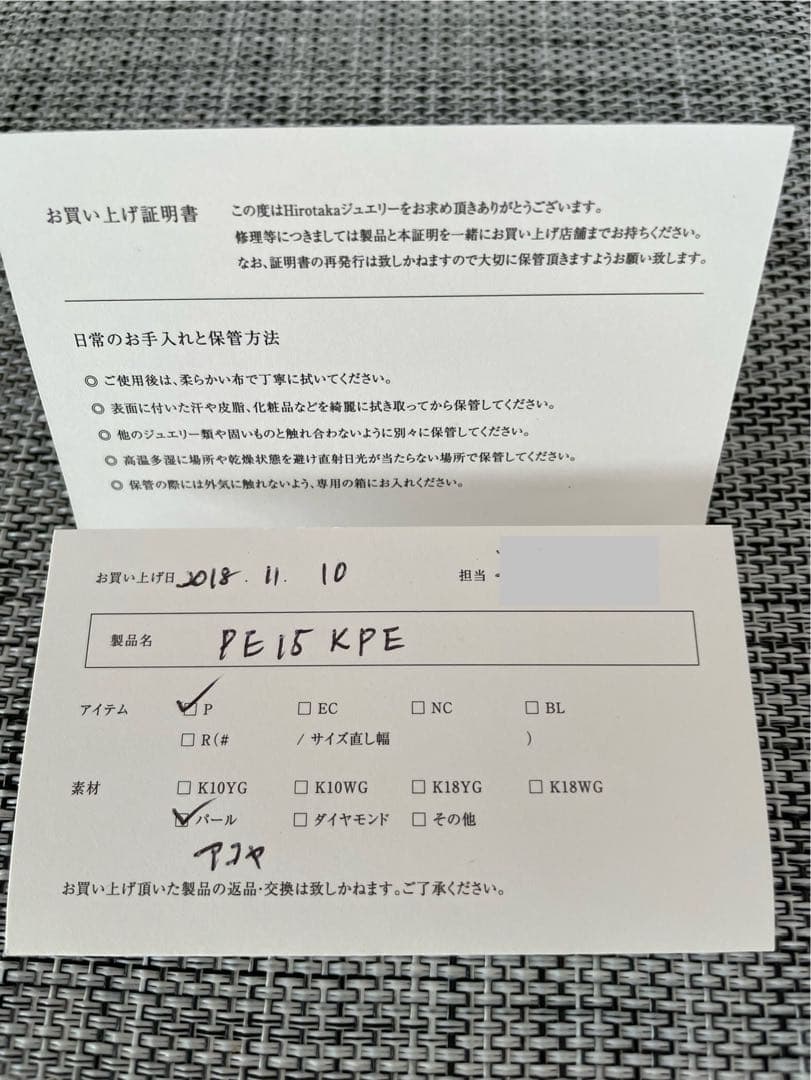 お買い上げ証明書
この度はHirotakaジュエリーをお求め頂きありがとうございます。
修理等につきましては製品と本証明を一緒にお買い上げ店舗までお持ちください。
なお、証明書の再発行は致しかねますので大切に保管頂きますようお願い致します。
日常のお手入れと保管方法
◎ ご使用後は、柔らかい布で丁寧に拭いてください。
◎ 表面に付いた汗や皮脂、化粧品などを綺麗に拭き取ってから保管してください。
◎ 他のジュエリー類や固いものと触れ合わないように別々に保管してください。
◎ 高温多湿に場所や乾燥状態を避け直射日光が当たらない場所で保管してください。
◎ 保管の際には外気に触れないよう、専用の箱にお入れください。
お買い上げ日 2018. 11. 10 担当
製品名 PE15KPE
アイテム ☑ P □ EC □ NC □ BL
□ R(# / サイズ直し幅 )
素材 □ K10YG □ K10WG □ K18YG □ K18WG
☑ パール □ ダイヤモンド □ その他
アコヤ
お買い上げ頂いた製品の返品・交換は致しかねます。ご了承ください。